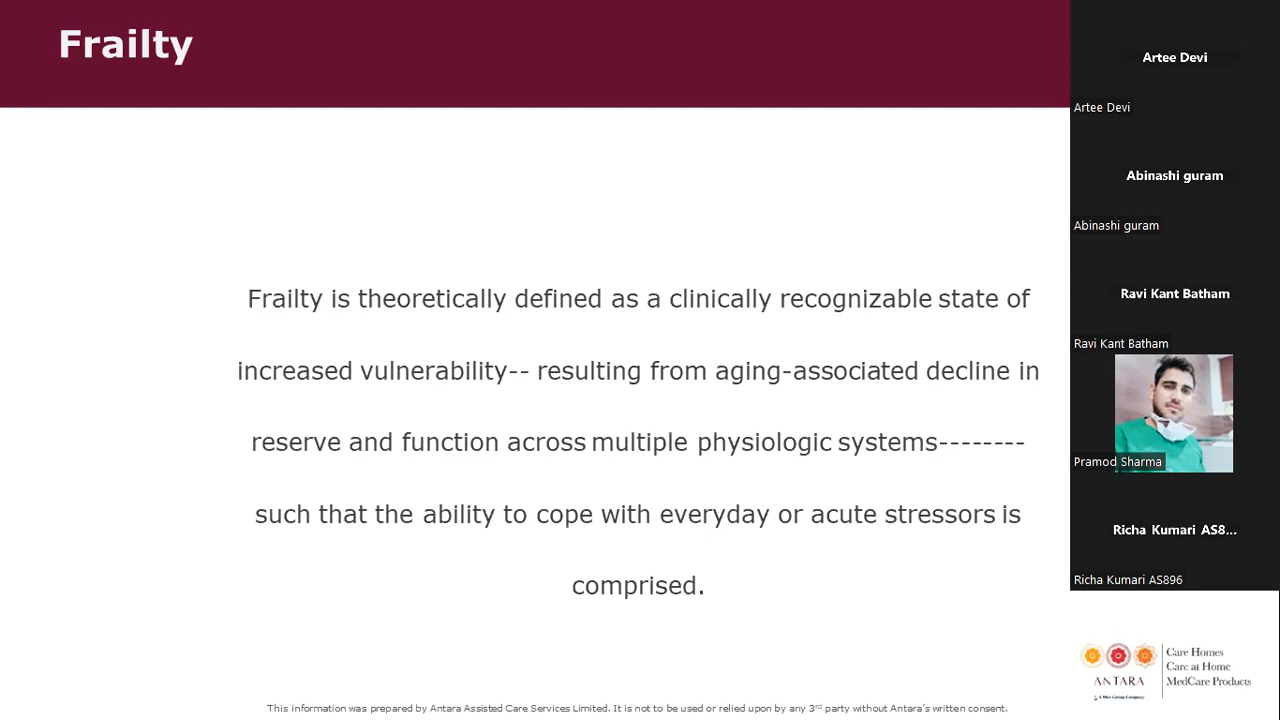 Frailty
Frailty is theoretically defined as a clinically recognizable state of
increased vulnerability-- resulting from aging-associated decline in
reserve and function across multiple physiologic systems--------
such that the ability to cope with everyday or acute stressors is
comprised.
Artee Devi
Artee Devi
Abinashi guram
Abinashi guram
Ravi Kant Batham
Ravi Kant Batham
Pramod Sharma
Richa Kumari AS8...
Richa Kumari AS896
ANTARA
A Max Group Company
Care Homes
Care at Home
MedCare Products
This information was prepared by Antara Assisted Care Services Limited. It is not to be used or relied upon by any 3rd party without Antara's written consent.